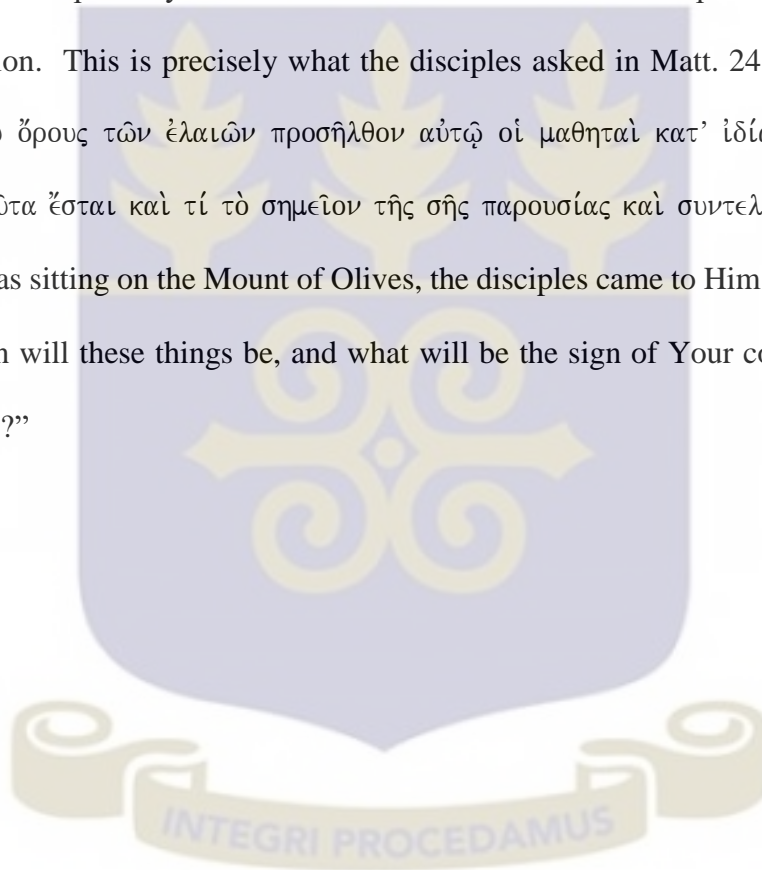 ion. This is precisely what the disciples asked in Matt. 24
ὄρους τῶν ἐλαιῶν προσῆλθον αὐτῷ οἱ μαθηταὶ κατ’ ἰδία
ἔσται καὶ τί τὸ σημεῖον τῆς σῆς παρουσίας καὶ συντελ
as sitting on the Mount of Olives, the disciples came to Him
n will these things be, and what will be the sign of Your co
?”
INTEGRI PROCEDAMUS